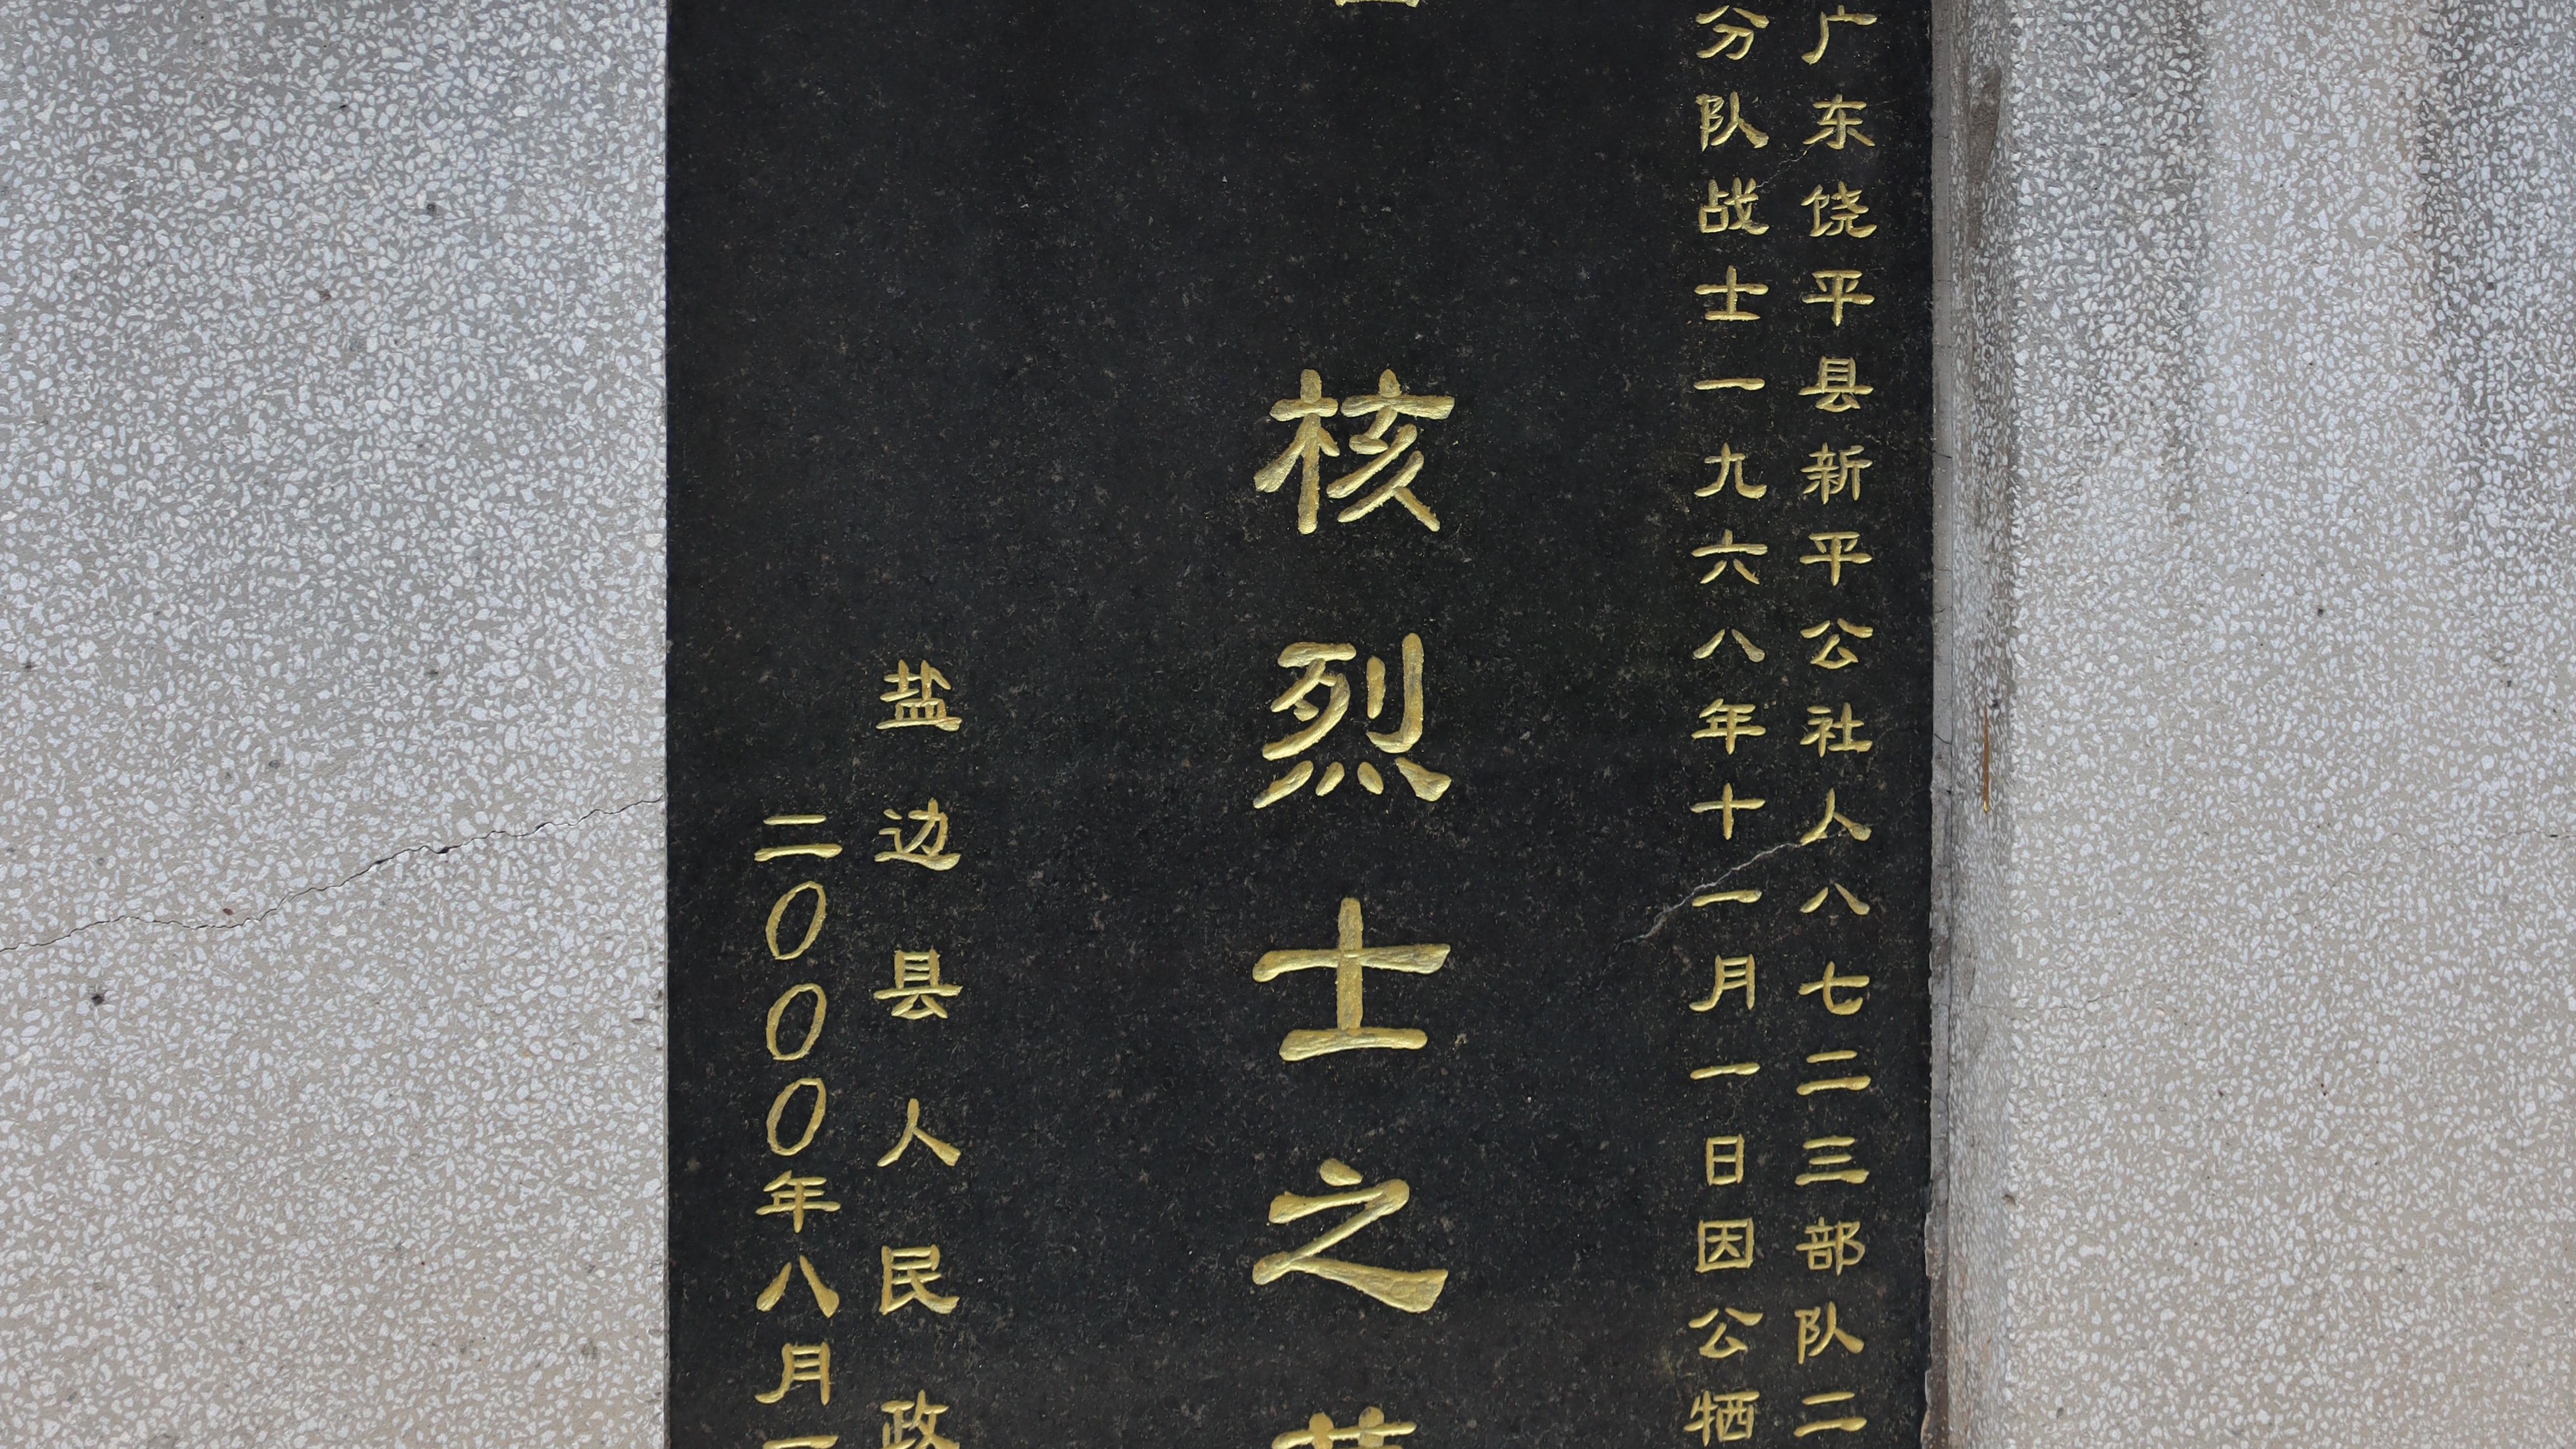 广东饶平县新平公社人八七二三部队二
分队战士一九六八年十一月一日因公牺
核烈士之
盐边县人民政
二000年八月